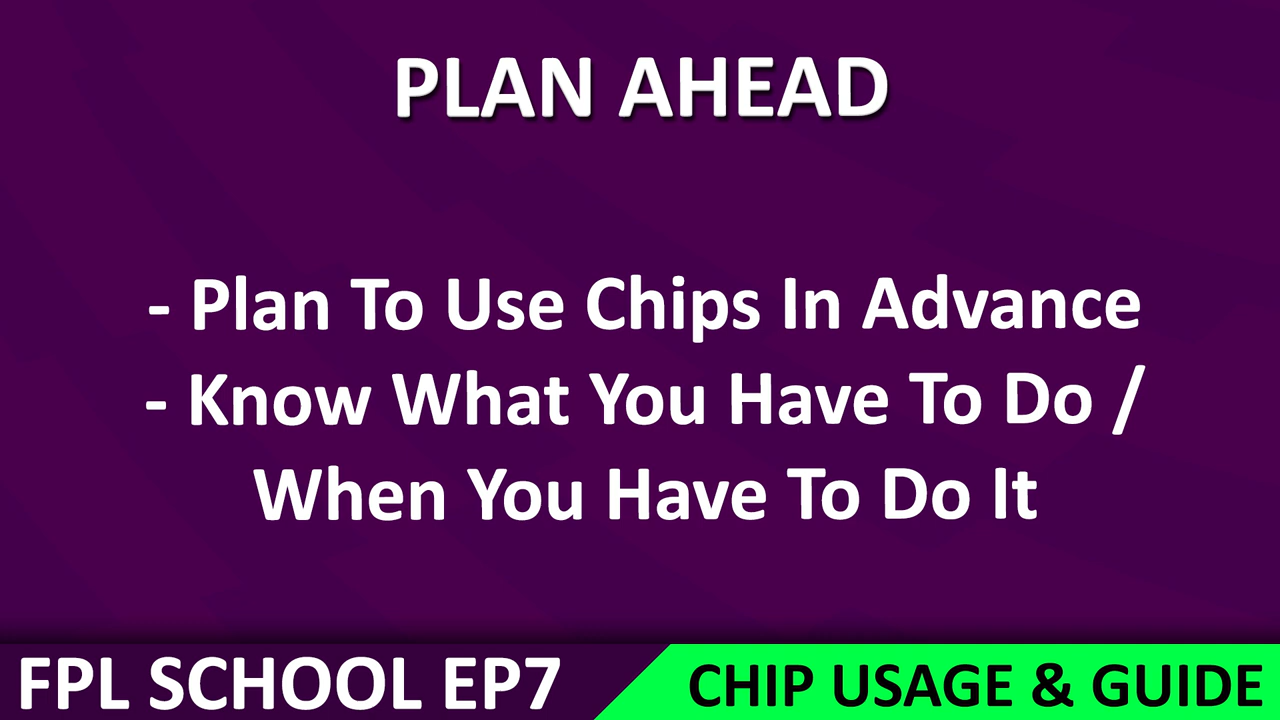 PLAN AHEAD
- Plan To Use Chips In Advance
- Know What You Have To Do /
When You Have To Do It
FPL SCHOOL EP7
CHIP USAGE & GUIDE